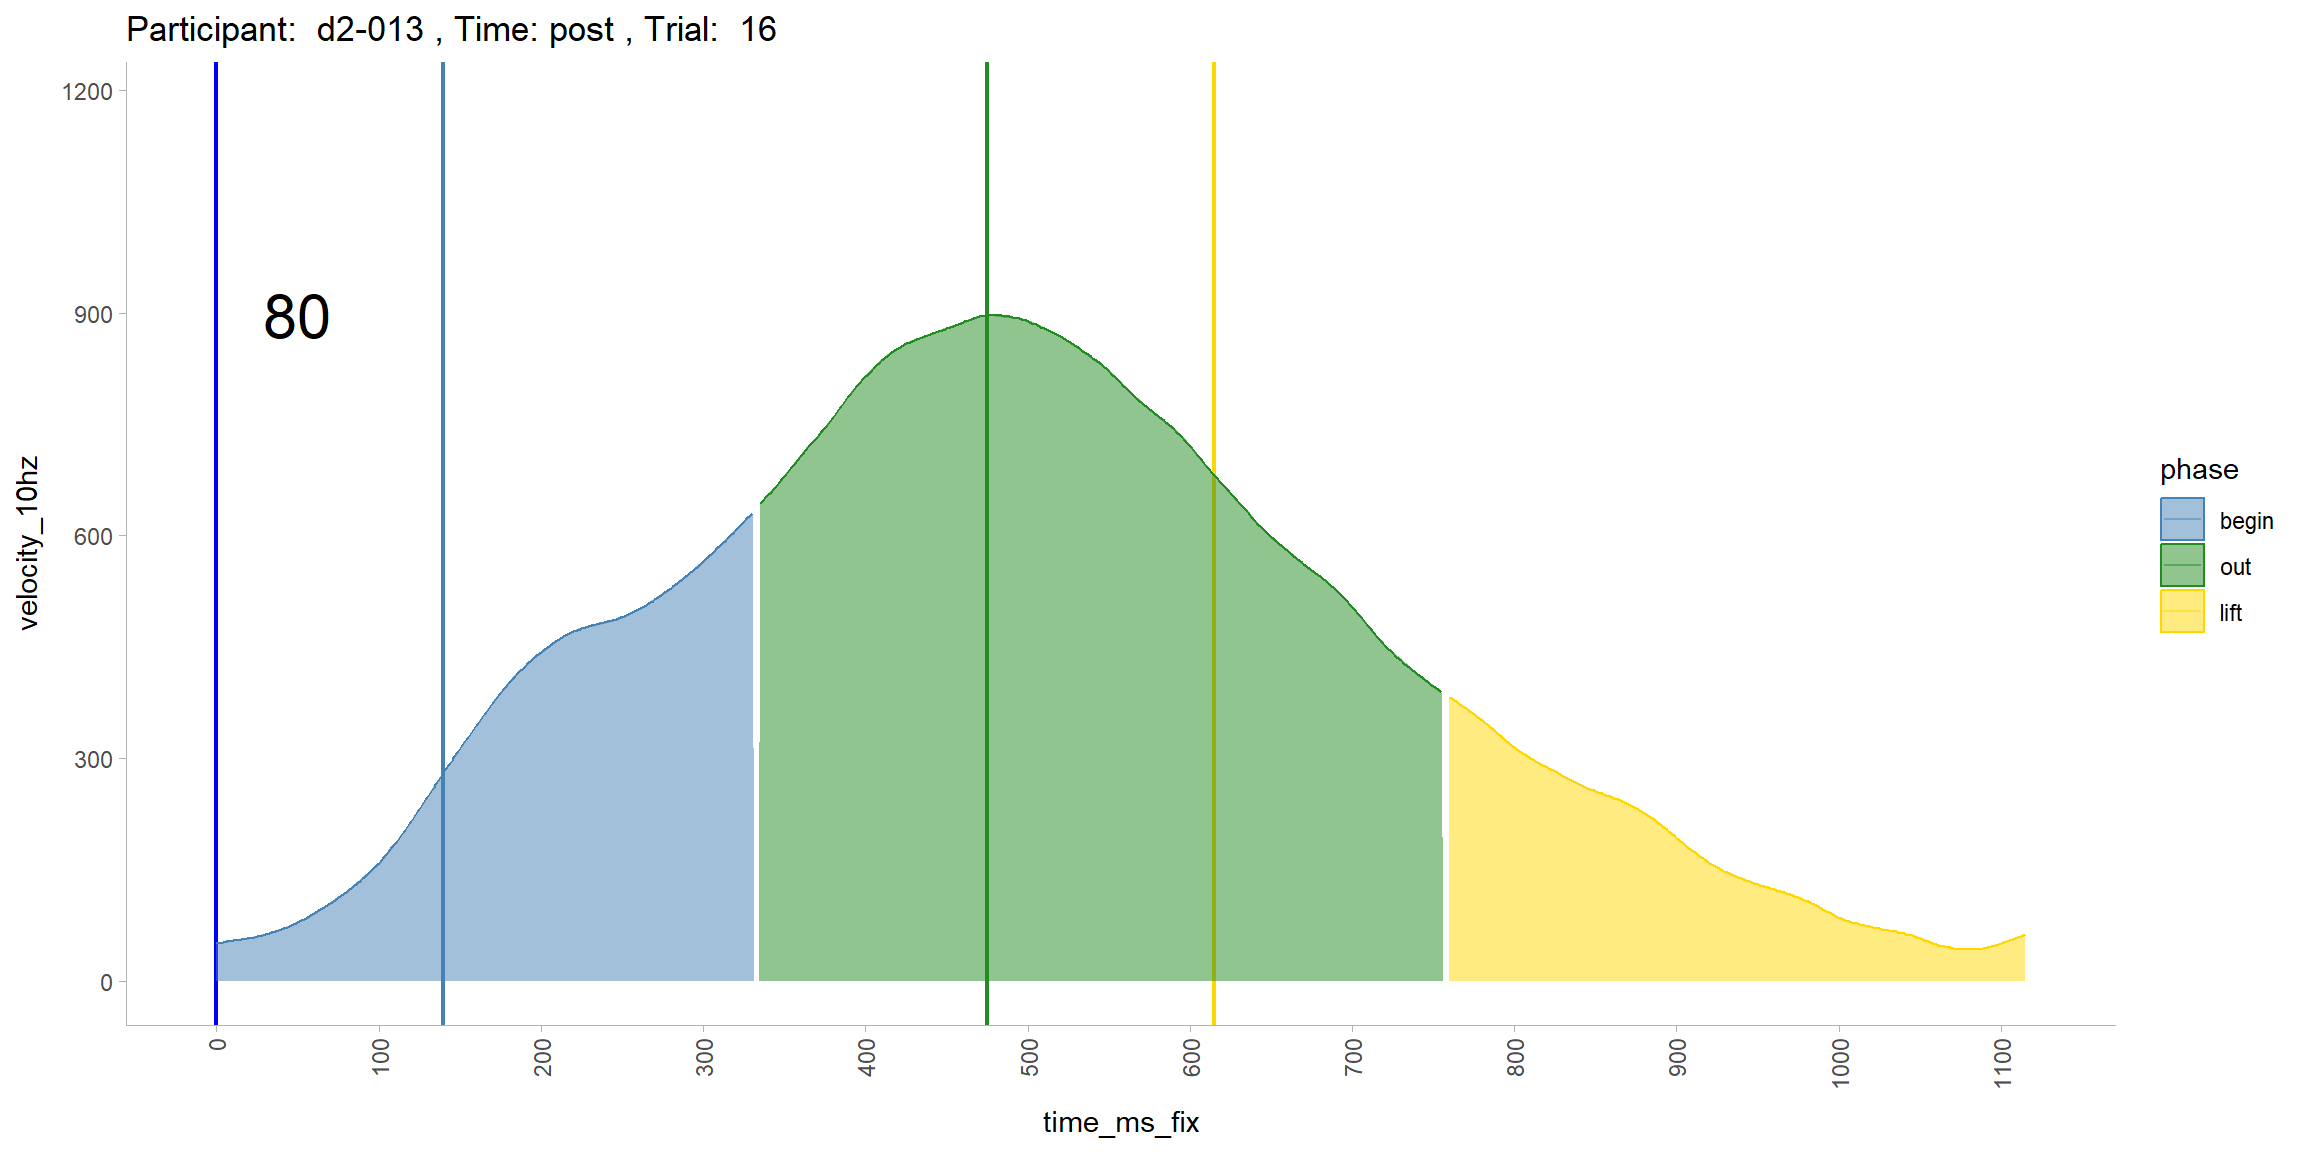 Participant:  d2-013 , Time: post , Trial:  16
1200
900
600
300
0
velocity_10hz
80
0
100
200
300
400
500
600
700
800
900
1000
1100
time_ms_fix
phase
begin
out
lift